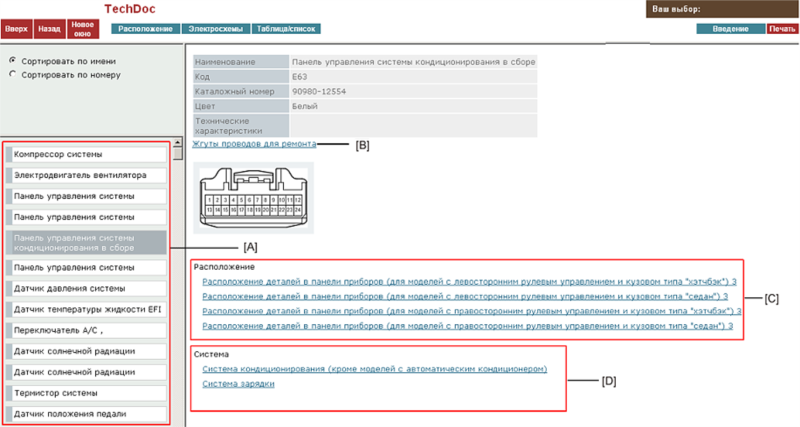 TechDoc
Ваш выбор:
Вверх
Назад
Новое
окно
Расположение
Электросхемы
Таблица/список
Введение
Печать
Сортировать по имени
Сортировать по номеру
Наименование Панель управления системы кондиционирования в сборе
Код E63
Каталожный номер 90980-12554
Цвет Белый
Технические
характеристики
Жгуты проводов для ремонта
[B]
1 2 3 4 5 6 7 8 9 10 11 12
13 14 15 16 17 18 19 20 21 22 23 24
Компрессор системы
Электродвигатель вентилятора
Панель управления системы
Панель управления системы
Панель управления системы
кондиционирования в сборе
[A]
Панель управления системы
Датчик давления системы
Датчик температуры жидкости EFI
Переключатель A/C ,
Датчик солнечной радиации
Датчик солнечной радиации
Термистор системы
Датчик положения педали
Расположение
Расположение деталей в панели приборов (для моделей с левосторонним рулевым управлением и кузовом типа "хэтчбэк") 3
Расположение деталей в панели приборов (для моделей с левосторонним рулевым управлением и кузовом типа "седан") 3
Расположение деталей в панели приборов (для моделей с правосторонним рулевым управлением и кузовом типа "хэтчбэк") 3
Расположение деталей в панели приборов (для моделей с правосторонним рулевым управлением и кузовом типа "седан") 3
[C]
Система
Система кондиционирования (кроме моделей с автоматическим кондиционером)
Система зарядки
[D]